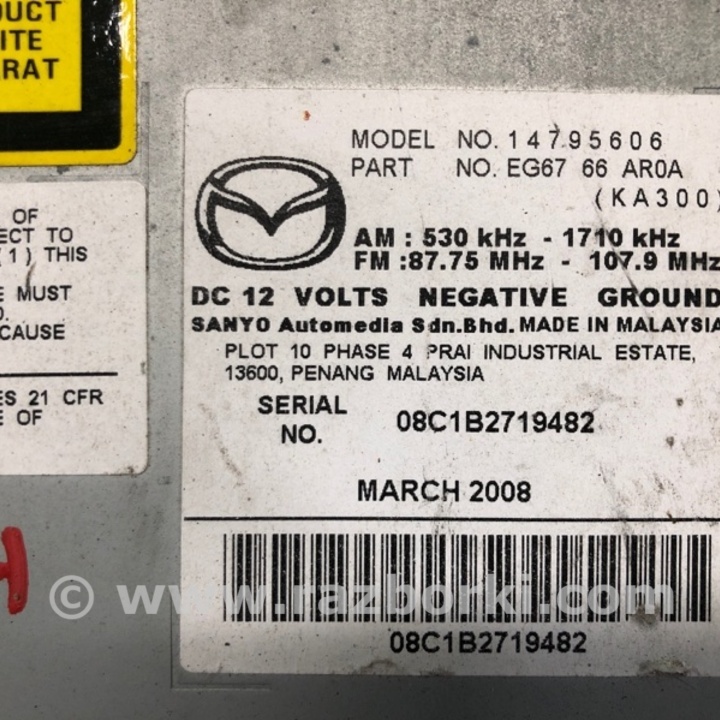 DUCT
ITE
RAT
OF
ECT TO
(1) THIS
E MUST
D.
CAUSE
ES 21 CFR
E OF
MODEL NO. 14795606
PART NO. EG67 66 AR0A
(KA300)
AM : 530 kHz - 1710 kHz
FM :87.75 MHz - 107.9 MHz
DC 12 VOLTS NEGATIVE GROUND
SANYO Automedia Sdn.Bhd. MADE IN MALAYSIA
PLOT 10 PHASE 4 PRAI INDUSTRIAL ESTATE,
13600, PENANG MALAYSIA
SERIAL
NO. 08C1B2719482
MARCH 2008
08C1B2719482
H
© www.razborki.com